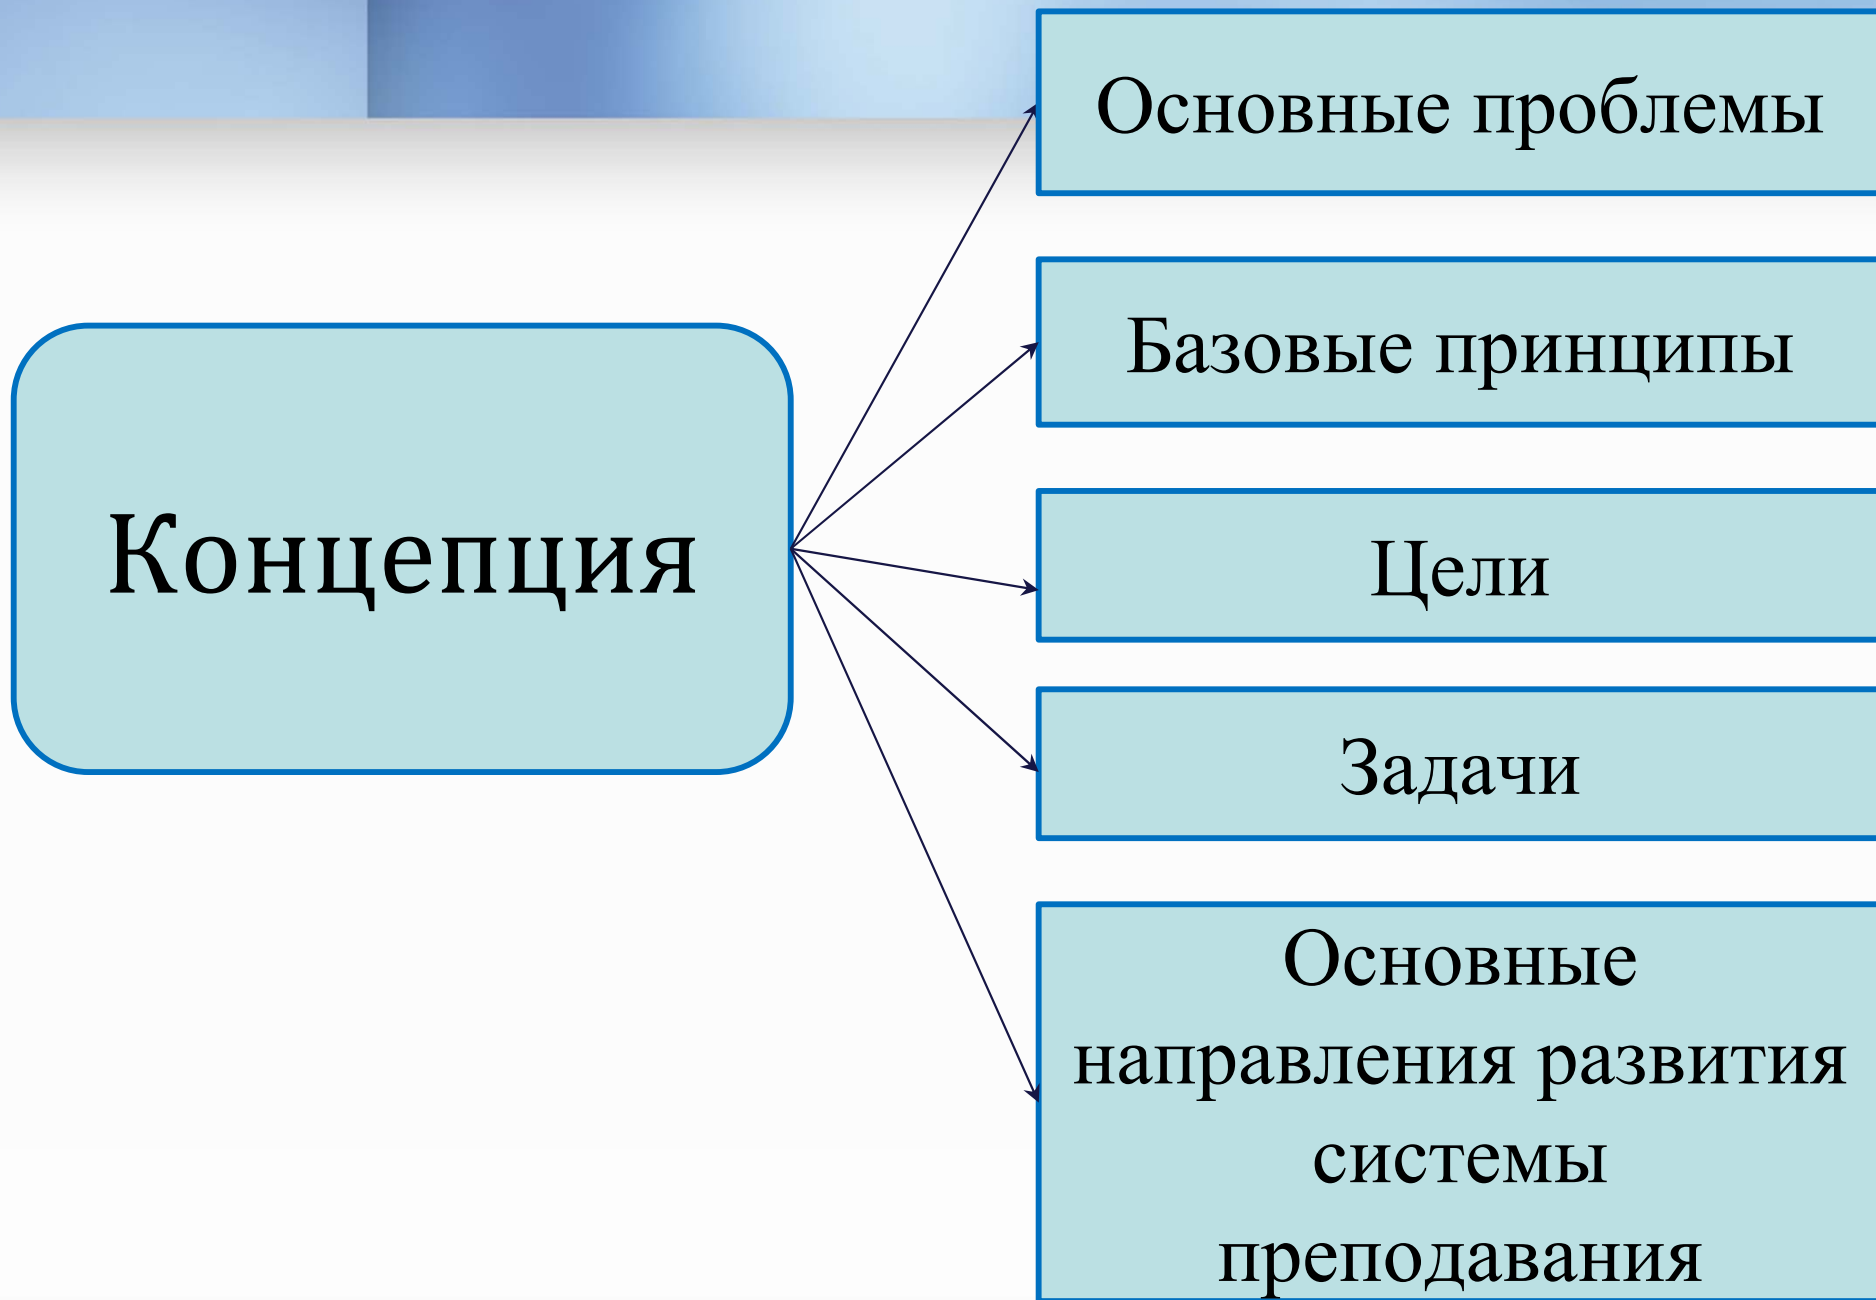 Основные проблемы
Базовые принципы
Концепция
Цели
Задачи
Основные
направления развития
системы
преподавания